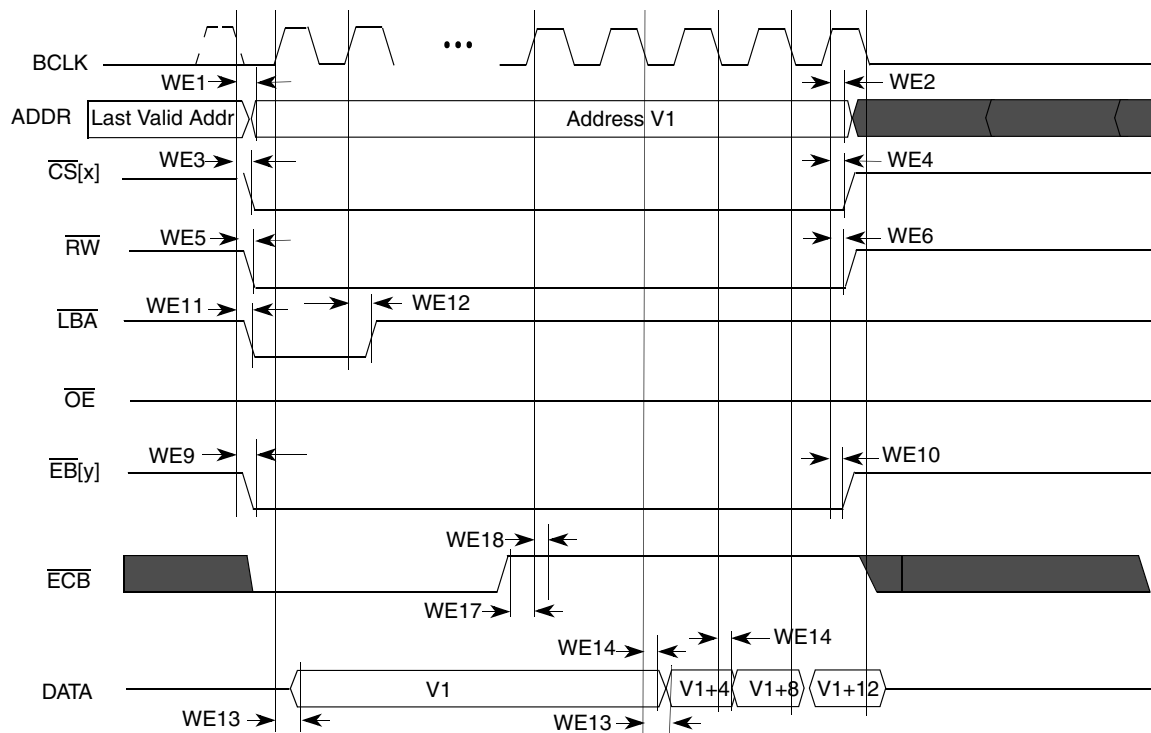 BCLK
•••
WE1
WE2
ADDR
Last Valid Addr
Address V1
WE3
WE4
CS[x]
WE5
WE6
RW
WE11
WE12
LBA
OE
WE9
WE10
EB[y]
WE18
ECB
WE17
WE14
WE14
DATA
V1
V1+4
V1+8
V1+12
WE13
WE13